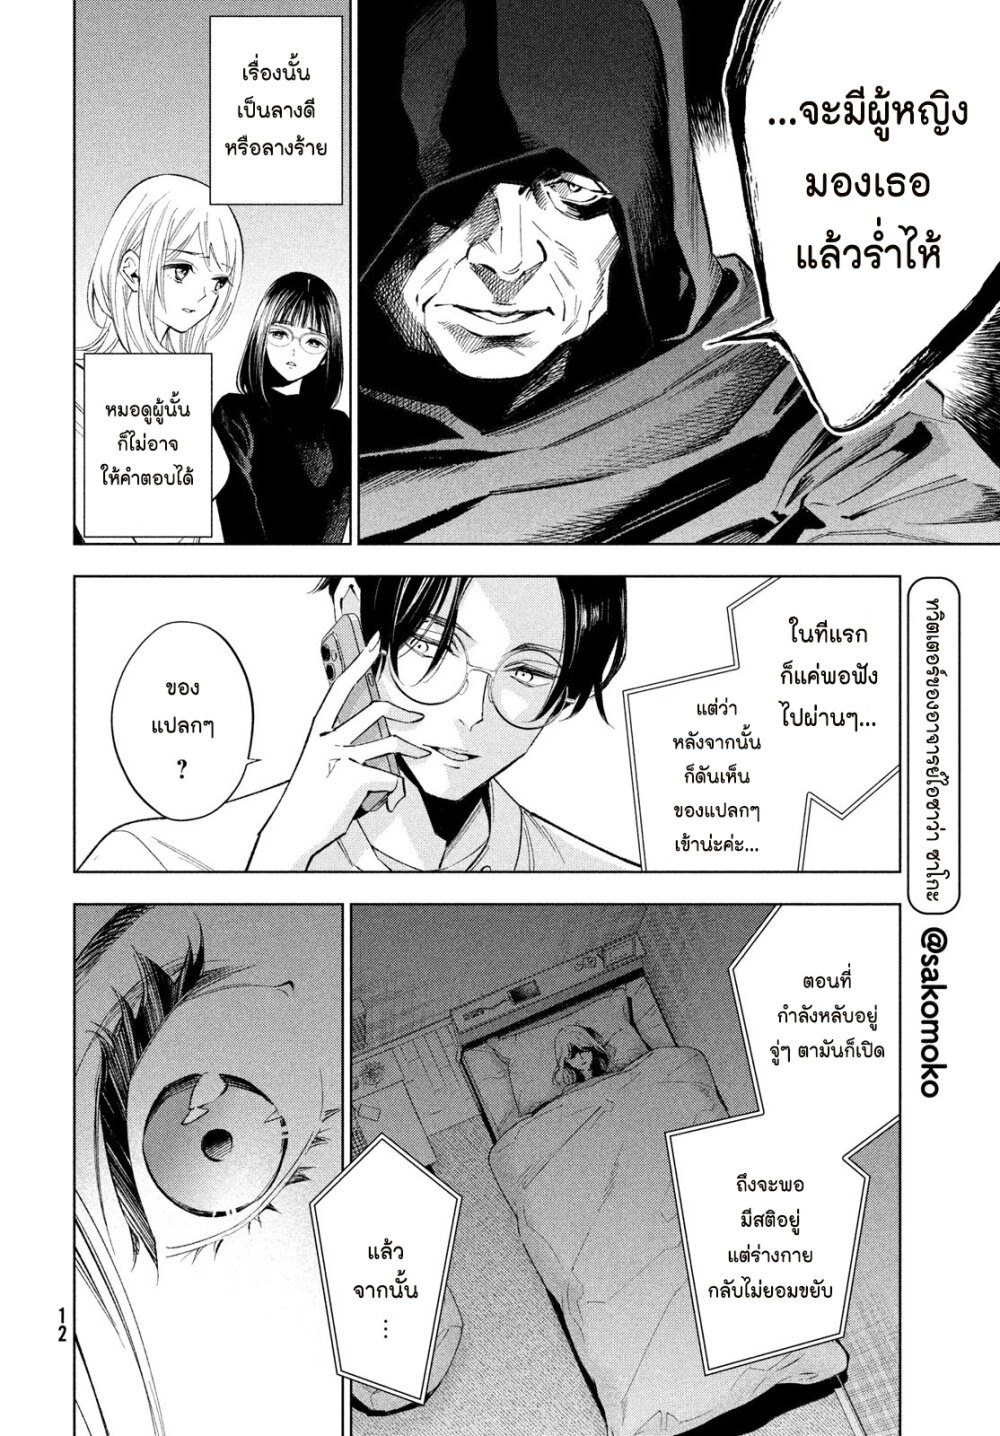 ...จะมีผู้หญิง
มองเธอ
แล้วร่ำไห้
เรื่องนั้น
เป็นลางดี
หรือลางร้าย
หมอดูผู้นั้น
ก็ไม่อาจ
ให้คำตอบได้
ในทีแรก
ก็แค่พอฟัง
ไปผ่านๆ...
แต่ว่า
หลังจากนั้น
ก็ดันเห็น
ของแปลกๆ
เข้าน่ะค่ะ...
ของ
แปลกๆ
?
ทวิตเตอร์ของอาจารย์โอซาว่า ซาโกะ
@sakomoko
ตอนที่
กำลังหลับอยู่
จู่ๆ ตามันก็เปิด
ถึงจะพอ
มีสติอยู่
แต่ร่างกาย
กลับไม่ยอมขยับ
แล้ว
จากนั้น
...
12